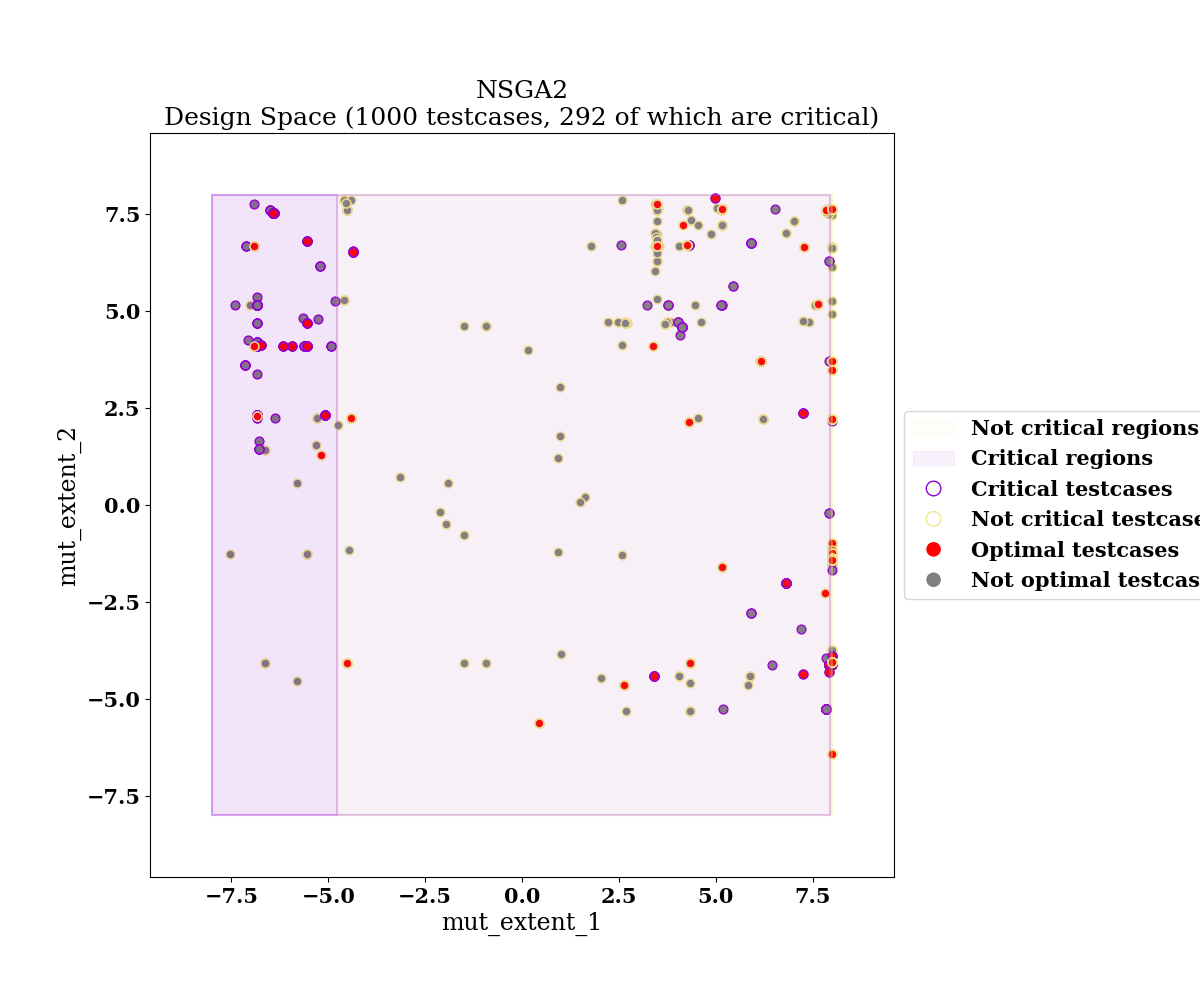 NSGA2
Design Space (1000 testcases, 292 of which are critical)
7.5
5.0
2.5
0.0
−2.5
−5.0
−7.5
mut_extent_2
−7.5 −5.0 −2.5 0.0 2.5 5.0 7.5
mut_extent_1
Not critical regions
Critical regions
Critical testcases
Not critical testcase
Optimal testcases
Not optimal testcas